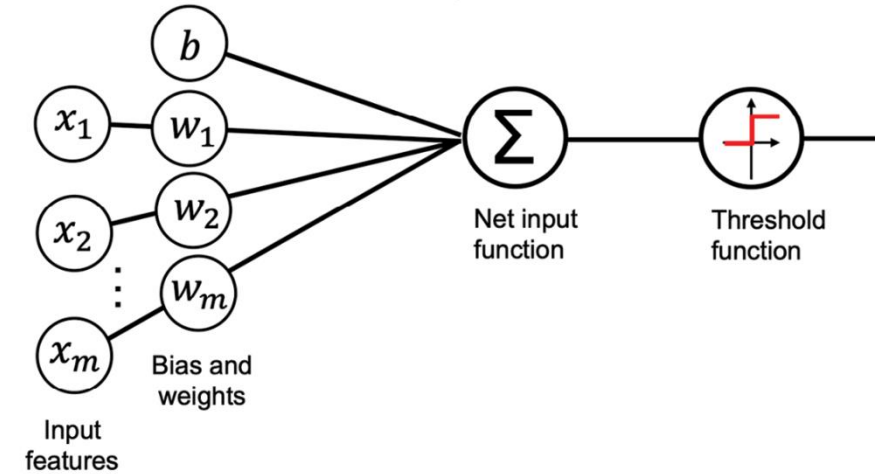 b
x₁
w₁
Σ
x₂
w₂
⋮
xₘ
wₘ
Net input
function
Threshold
function
Bias and
weights
Input
features